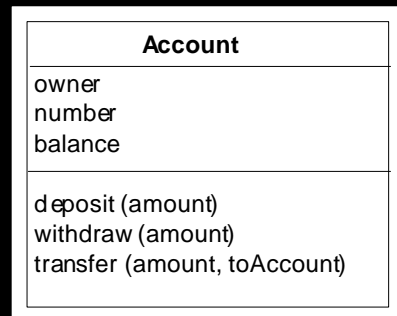 Account
owner
number
balance
deposit (amount)
withdraw (amount)
transfer (amount, toAccount)